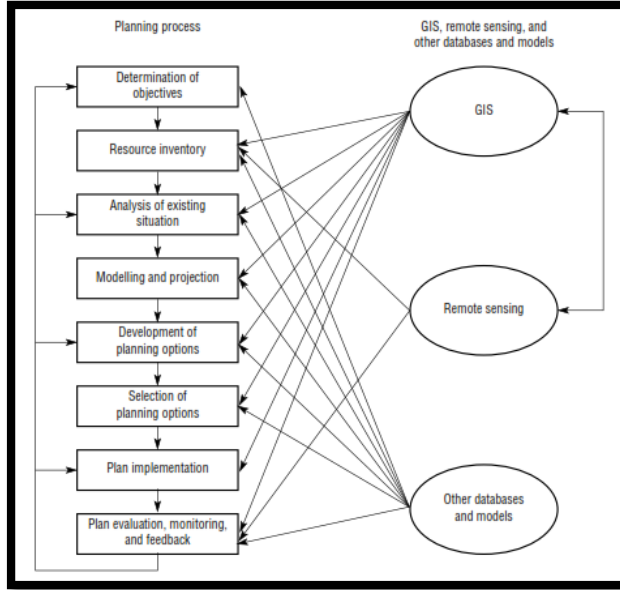 Planning process
GIS, remote sensing, and
other databases and models
Determination of
objectives
Resource inventory
Analysis of existing
situation
Modelling and projection
Development of
planning options
Selection of
planning options
Plan implementation
Plan evaluation, monitoring,
and feedback
GIS
Remote sensing
Other databases
and models